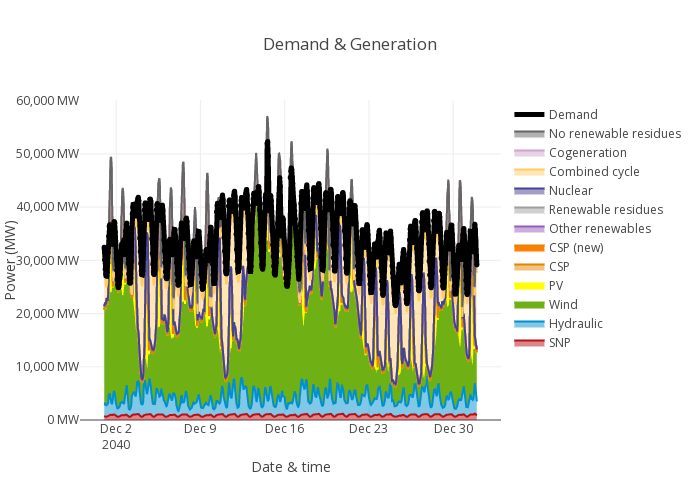 Demand & Generation
60,000 MW
50,000 MW
40,000 MW
30,000 MW
20,000 MW
10,000 MW
0 MW
Power (MW)
Dec 2
2040
Dec 9
Dec 16
Dec 23
Dec 30
Date & time
Demand
No renewable residues
Cogeneration
Combined cycle
Nuclear
Renewable residues
Other renewables
CSP (new)
CSP
PV
Wind
Hydraulic
SNP